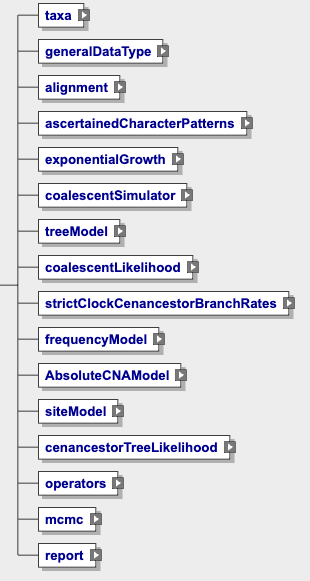 taxa
generalDataType
alignment
ascertainedCharacterPatterns
exponentialGrowth
coalescentSimulator
treeModel
coalescentLikelihood
strictClockCenancestorBranchRates
frequencyModel
AbsoluteCNAModel
siteModel
cenancestorTreeLikelihood
operators
mcmc
report